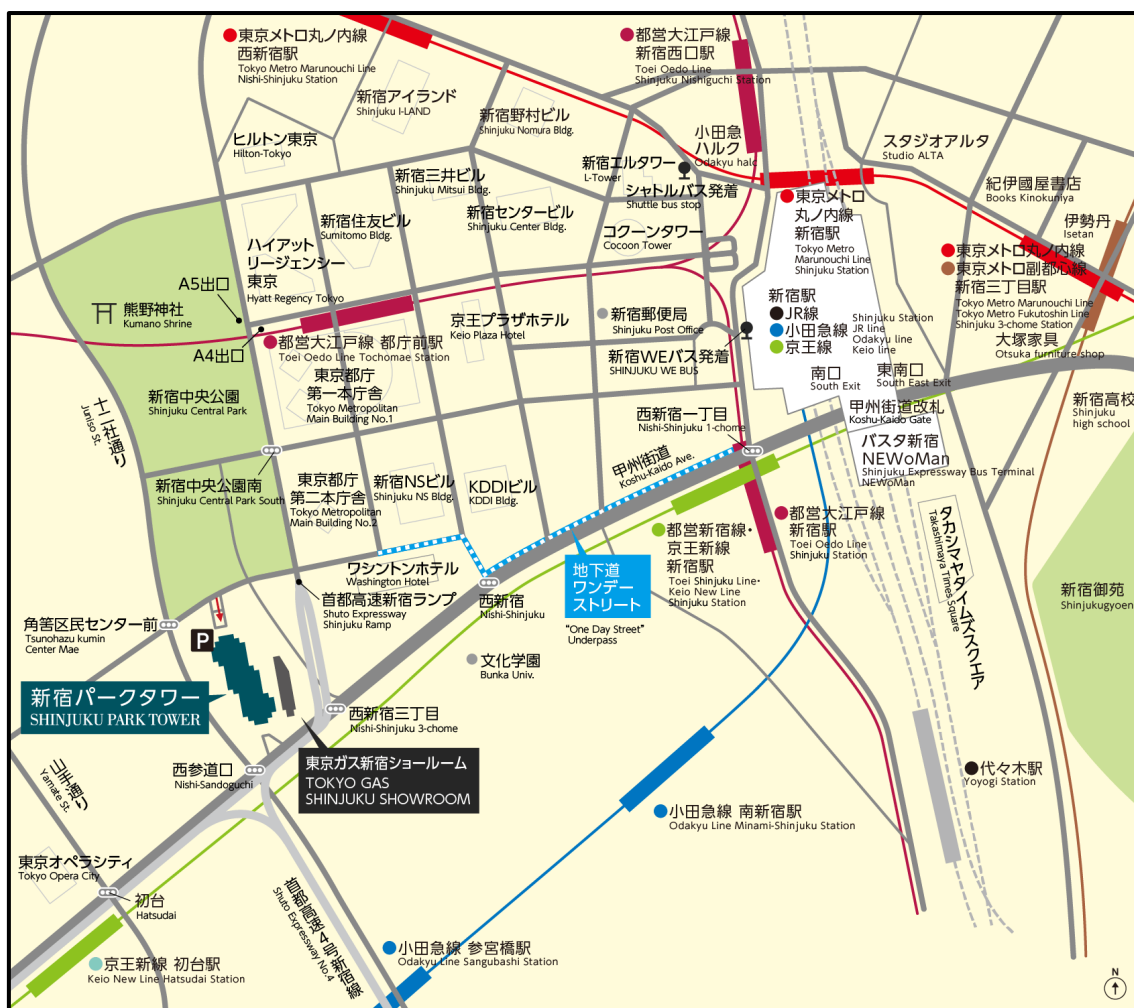 東京メトロ丸ノ内線
西新宿駅
Tokyo Metro Marunouchi Line
Nishi-Shinjuku Station
都営大江戸線
新宿西口駅
Toei Oedo Line
Shinjuku Nishiguchi Station
新宿アイランド
Shinjuku I-LAND
新宿野村ビル
Shinjuku Nomura Bldg.
小田急
ハルク
Odakyu halc
スタジオアルタ
Studio ALTA
ヒルトン東京
Hilton-Tokyo
新宿エルタワー
L-Tower
シャトルバス発着
Shuttle bus stop
新宿三井ビル
Shinjuku Mitsui Bldg.
紀伊國屋書店
Books Kinokuniya
新宿住友ビル
Sumitomo Bldg.
新宿センタービル
Shinjuku Center Bldg.
コクーンタワー
Cocoon Tower
東京メトロ
丸ノ内線
新宿駅
Tokyo Metro
Marunouchi Line
Shinjuku Station
伊勢丹
Isetan
ハイアット
リージェンシー
東京
Hyatt Regency Tokyo
東京メトロ丸ノ内線
東京メトロ副都心線
新宿三丁目駅
Tokyo Metro Marunouchi Line
Tokyo Metro Fukutoshin Line
Shinjuku 3-chome Station
A5出口
熊野神社
Kumano Shrine
A4出口
都営大江戸線 都庁前駅
Toei Oedo Line Tochomae Station
京王プラザホテル
Keio Plaza Hotel
新宿郵便局
Shinjuku Post Office
新宿WEバス発着
SHINJUKU WE BUS
新宿駅
JR線
小田急線
京王線
Shinjuku Station
JR line
Odakyu line
Keio line
大塚家具
Otsuka furniture shop
南口
South Exit
東南口
South East Exit
新宿高校
Shinjuku
high school
新宿中央公園
Shinjuku Central Park
東京都庁
第一本庁舎
Tokyo Metropolitan
Main Building No.1
十二社通り
Juniso St.
西新宿一丁目
Nishi-Shinjuku 1-chome
甲州街道改札
Koshu-Kaido Gate
バスタ新宿
NEWoMan
Shinjuku Expressway Bus Terminal
NEWoMan
甲州街道
Koshu-Kaido Ave.
新宿中央公園南
Shinjuku Central Park South
東京都庁
第二本庁舎
Tokyo Metropolitan
Main Building No.2
新宿NSビル
Shinjuku NS Bldg.
KDDIビル
KDDI Bldg.
都営新宿線・
京王新線
新宿駅
Toei Shinjuku Line・
Keio New Line
Shinjuku Station
都営大江戸線
新宿駅
Toei Oedo Line
Shinjuku Station
タカシマヤタイムズスクエア
Takashimaya Times Square
ワシントンホテル
Washington Hotel
首都高速新宿ランプ
Shuto Expressway
Shinjuku Ramp
西新宿
Nishi-Shinjuku
地下道
ワンデー
ストリート
"One Day Street"
Underpass
新宿御苑
Shinjukugyoen
角筈区民センター前
Tsunohazu kumin
Center Mae
P
文化学園
Bunka Univ.
新宿パークタワー
SHINJUKU PARK TOWER
西新宿三丁目
Nishi-Shinjuku 3-chome
東京ガス新宿ショールーム
TOKYO GAS
SHINJUKU SHOWROOM
西参道口
Nishi-Sandoguchi
山手通り
Yamate St.
代々木駅
Yoyogi Station
小田急線 南新宿駅
Odakyu Line Minami-Shinjuku Station
東京オペラシティ
Tokyo Opera City
初台
Hatsudai
首都高速4号新宿線
Shuto Expressway No.4
小田急線 参宮橋駅
Odakyu Line Sangubashi Station
京王新線 初台駅
Keio New Line Hatsudai Station
N